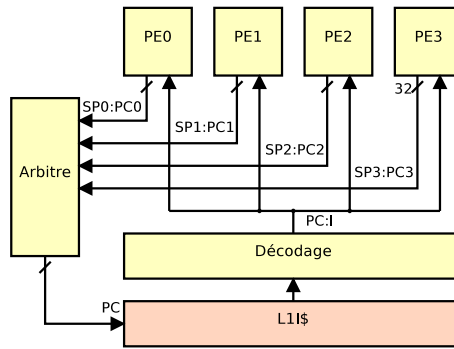 PE0
PE1
PE2
PE3
32
SP0:PC0
SP1:PC1
SP2:PC2
SP3:PC3
Arbitre
PC:I
Décodage
PC
L1I$